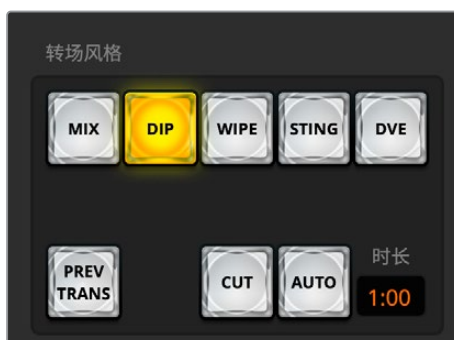 转场风格
MIX
DIP
WIPE
STING
DVE
PREV
TRANS
CUT
AUTO
时长
1:00